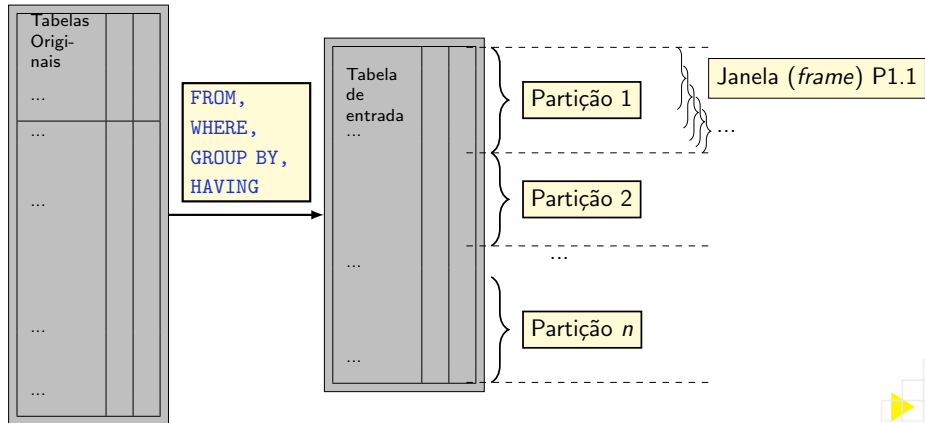 Tabelas
Origi-
nais
...
...
...
...
...
FROM,
WHERE,
GROUP BY,
HAVING
Tabela
de
entrada
...
...
...
Partição 1
Partição 2
...
Partição n
Janela (frame) P1.1
...